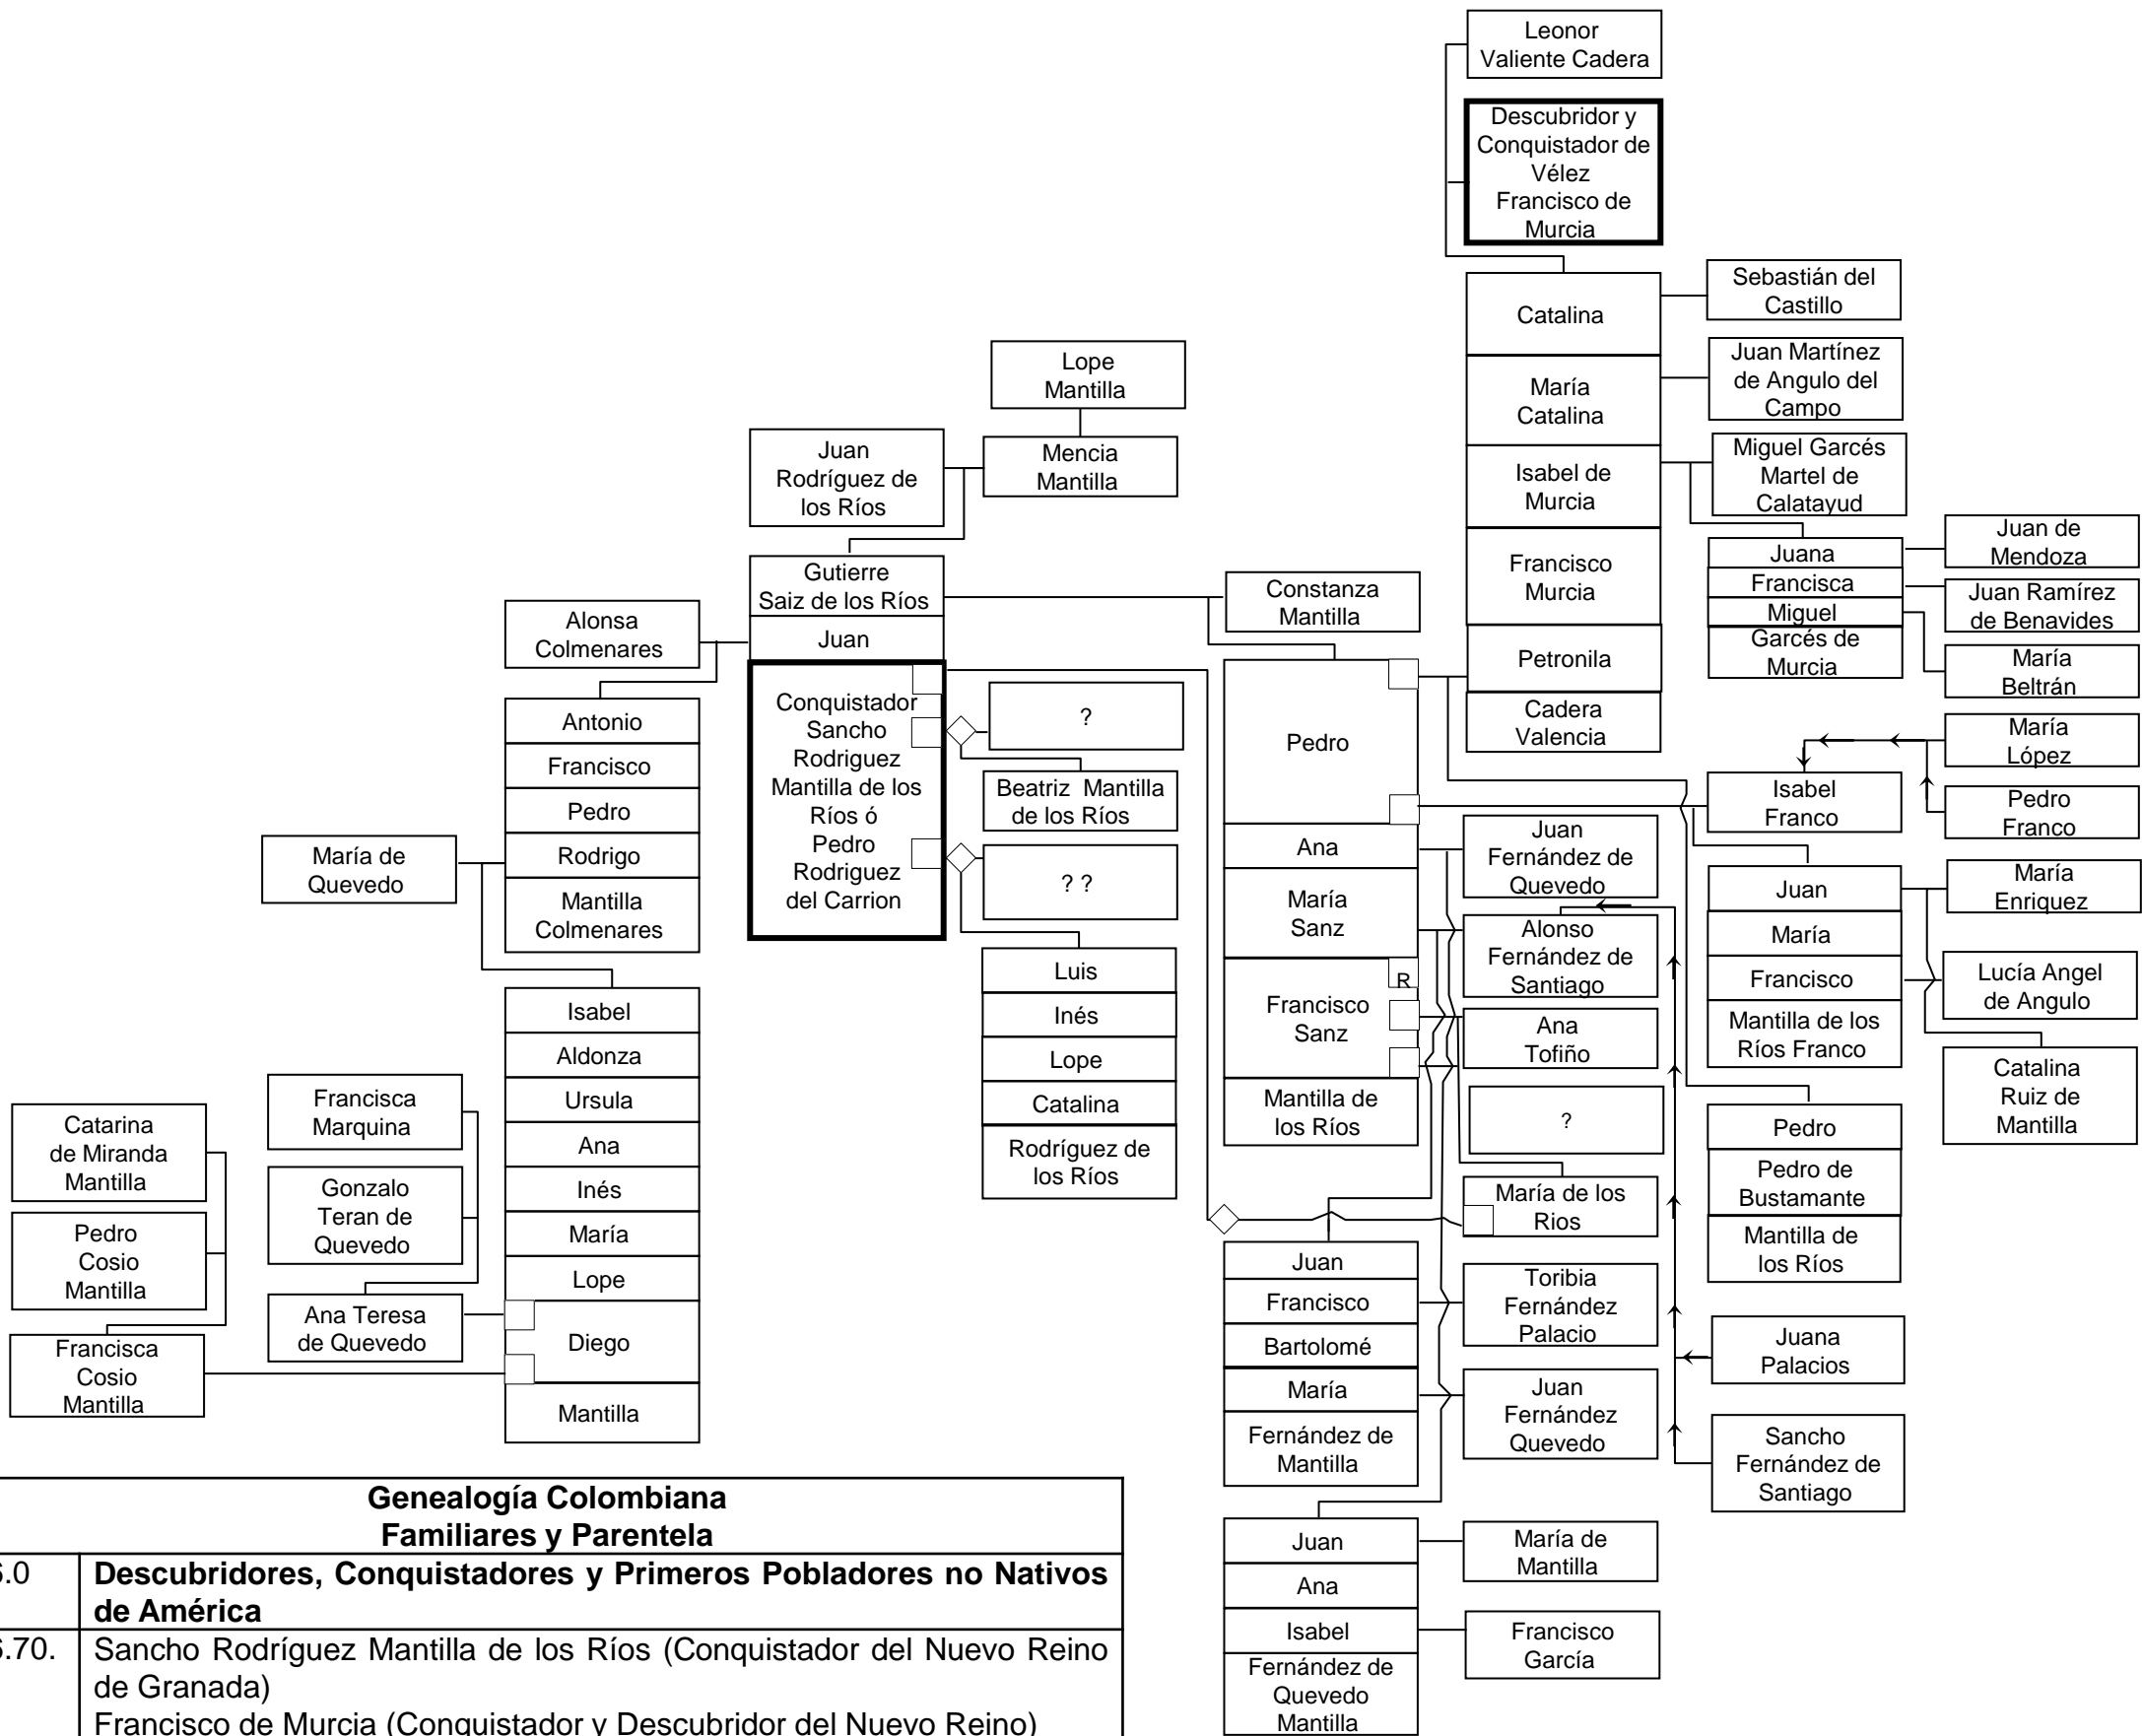 Leonor
Valiente Cadera
Descubridor y
Conquistador de
Vélez
Francisco de
Murcia
Catalina
María
Catalina
Isabel de
Murcia
Francisco
Murcia
Petronila
Cadera
Valencia
Sebastián del
Castillo
Juan Martínez
de Angulo del
Campo
Miguel Garcés
Martel de
Calatayud
Juana
Francisca
Miguel
Garcés de
Murcia
Juan de
Mendoza
Juan Ramírez
de Benavides
María
Beltrán
María
López
Pedro
Franco
Isabel
Franco
Lope
Mantilla
Juan
Rodríguez de
los Ríos
Mencia
Mantilla
Gutierre
Saiz de los Ríos
Juan
Conquistador
Sancho
Rodriguez
Mantilla de los
Ríos ó
Pedro
Rodriguez
del Carrion
Constanza
Mantilla
Alonsa
Colmenares
Antonio
Francisco
Pedro
Rodrigo
Mantilla
Colmenares
María de
Quevedo
Isabel
Aldonza
Ursula
Ana
Inés
María
Lope
Diego
Mantilla
Francisca
Marquina
Gonzalo
Teran de
Quevedo
Ana Teresa
de Quevedo
Catarina
de Miranda
Mantilla
Pedro
Cosio
Mantilla
Francisca
Cosio
Mantilla
?
Beatriz Mantilla
de los Ríos
? ?
Luis
Inés
Lope
Catalina
Rodríguez de
los Ríos
Pedro
Ana
María
Sanz
Francisco
Sanz
R
Mantilla de
los Ríos
Juan
Fernández de
Quevedo
Alonso
Fernández de
Santiago
Ana
Tofiño
?
María de los
Rios
Juan
María
Francisco
Mantilla de los
Ríos Franco
María
Enriquez
Lucía Angel
de Angulo
Catalina
Ruiz de
Mantilla
Pedro
Pedro de
Bustamante
Mantilla de
los Ríos
Juan
Francisco
Bartolomé
María
Fernández de
Mantilla
Toribia
Fernández
Palacio
Juan
Fernández
Quevedo
Juana
Palacios
Sancho
Fernández de
Santiago
Juan
Ana
Isabel
Fernández de
Quevedo
Mantilla
María de
Mantilla
Francisco
García
Genealogía Colombiana
Familiares y Parentela
6.0 Descubridores, Conquistadores y Primeros Pobladores no Nativos
de América
6.70. Sancho Rodríguez Mantilla de los Ríos (Conquistador del Nuevo Reino
de Granada)
Francisco de Murcia (Conquistador y Descubridor del Nuevo Reino)